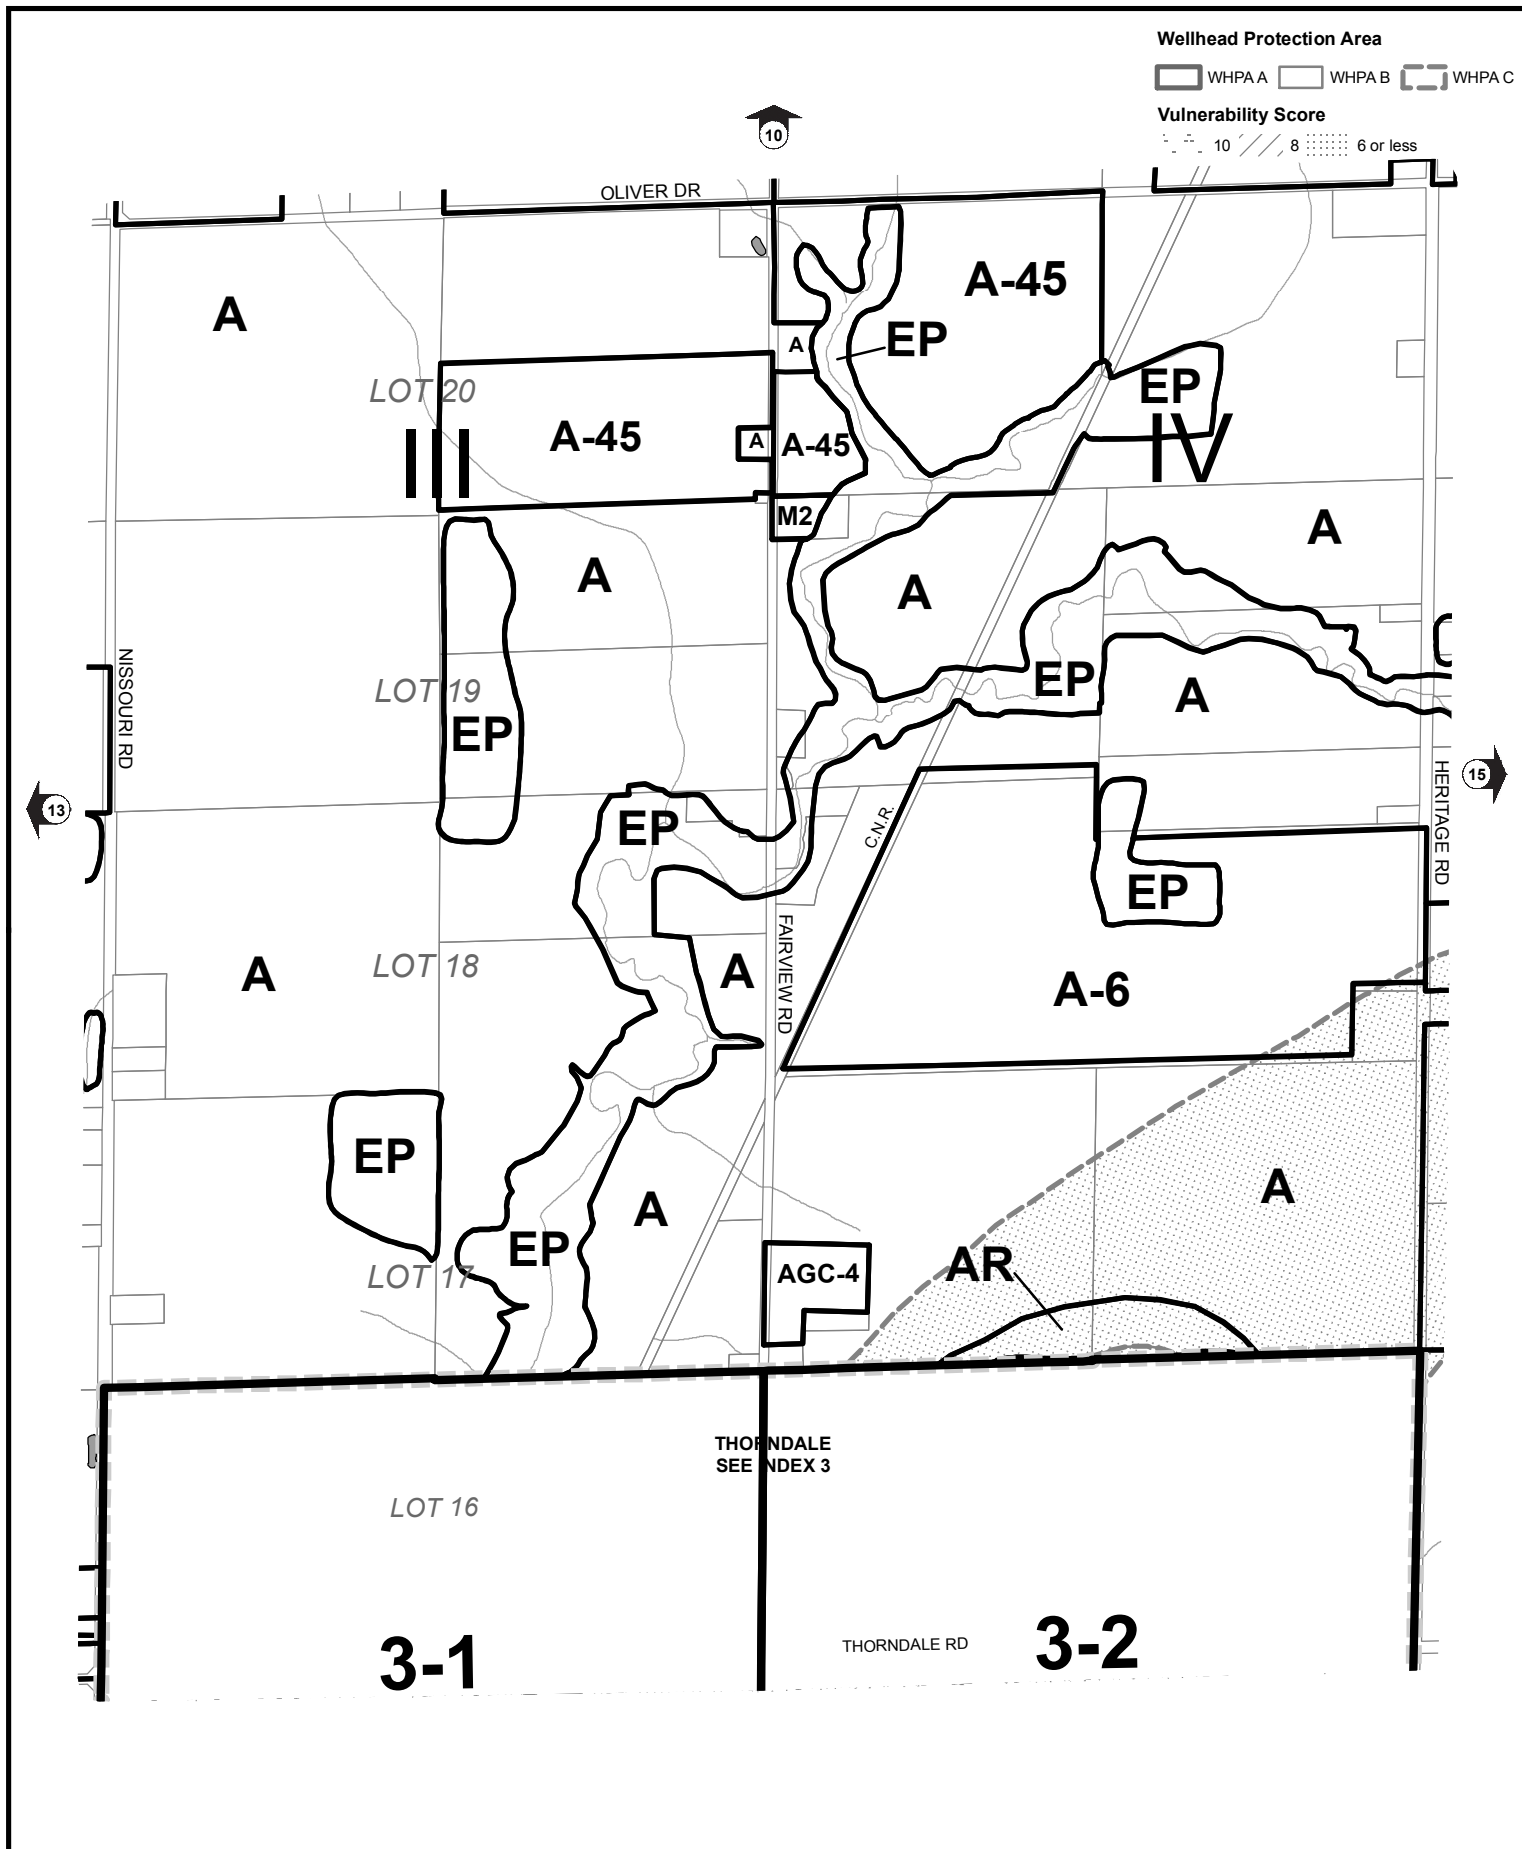 Wellhead Protection Area
WHPA A WHPA B WHPA C
Vulnerability Score
10 8 6 or less
10
OLIVER DR
A-45
A
EP
A
EP
LOT 20
A-45
A
A-45
III
IV
M2
A
A
A
NISSOURI RD
LOT 19
EP
A
EP
HERITAGE RD
15
13
EP
C.N.R.
EP
A
LOT 18
A
FAIRVIEW RD
A-6
EP
A
A
EP
AGC-4
AR
LOT 17
THORNDALE
SEE INDEX 3
LOT 16
3-1
THORNDALE RD
3-2